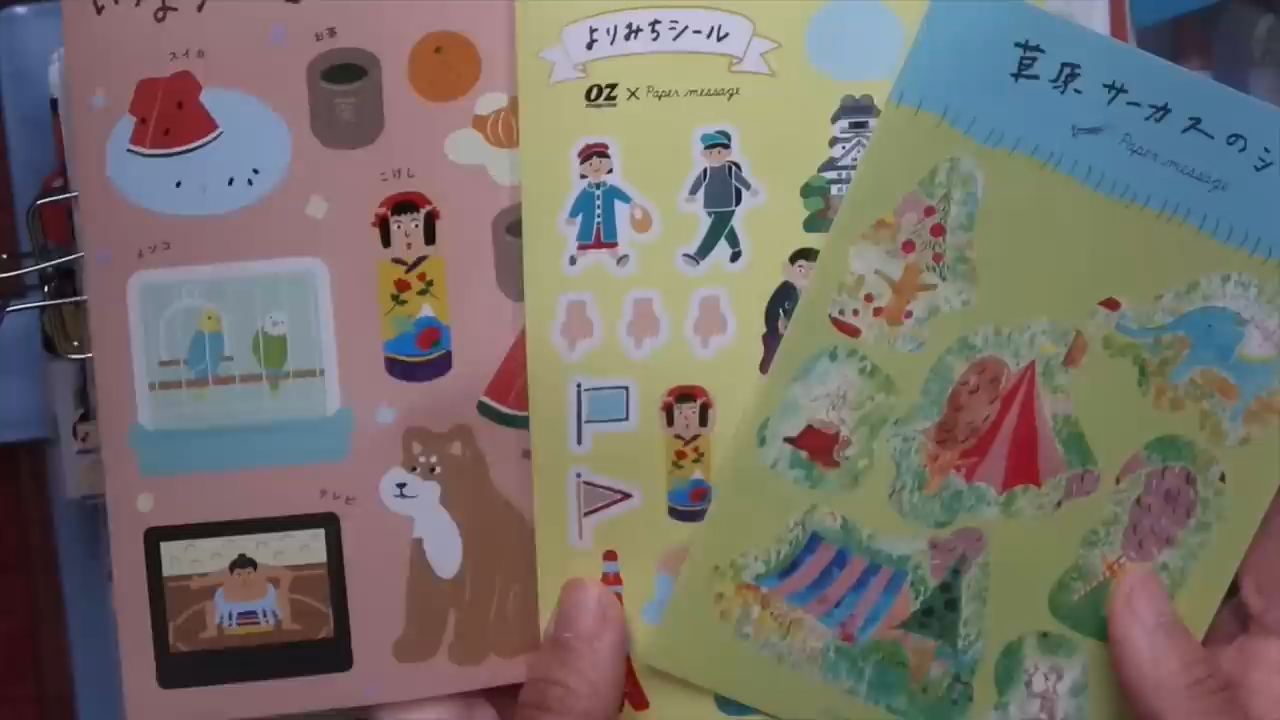 スイカ
お茶
こけし
インコ
テレビ
よりみちシール
OZ magazine × Paper message
草原サーカスのシ
Paper message